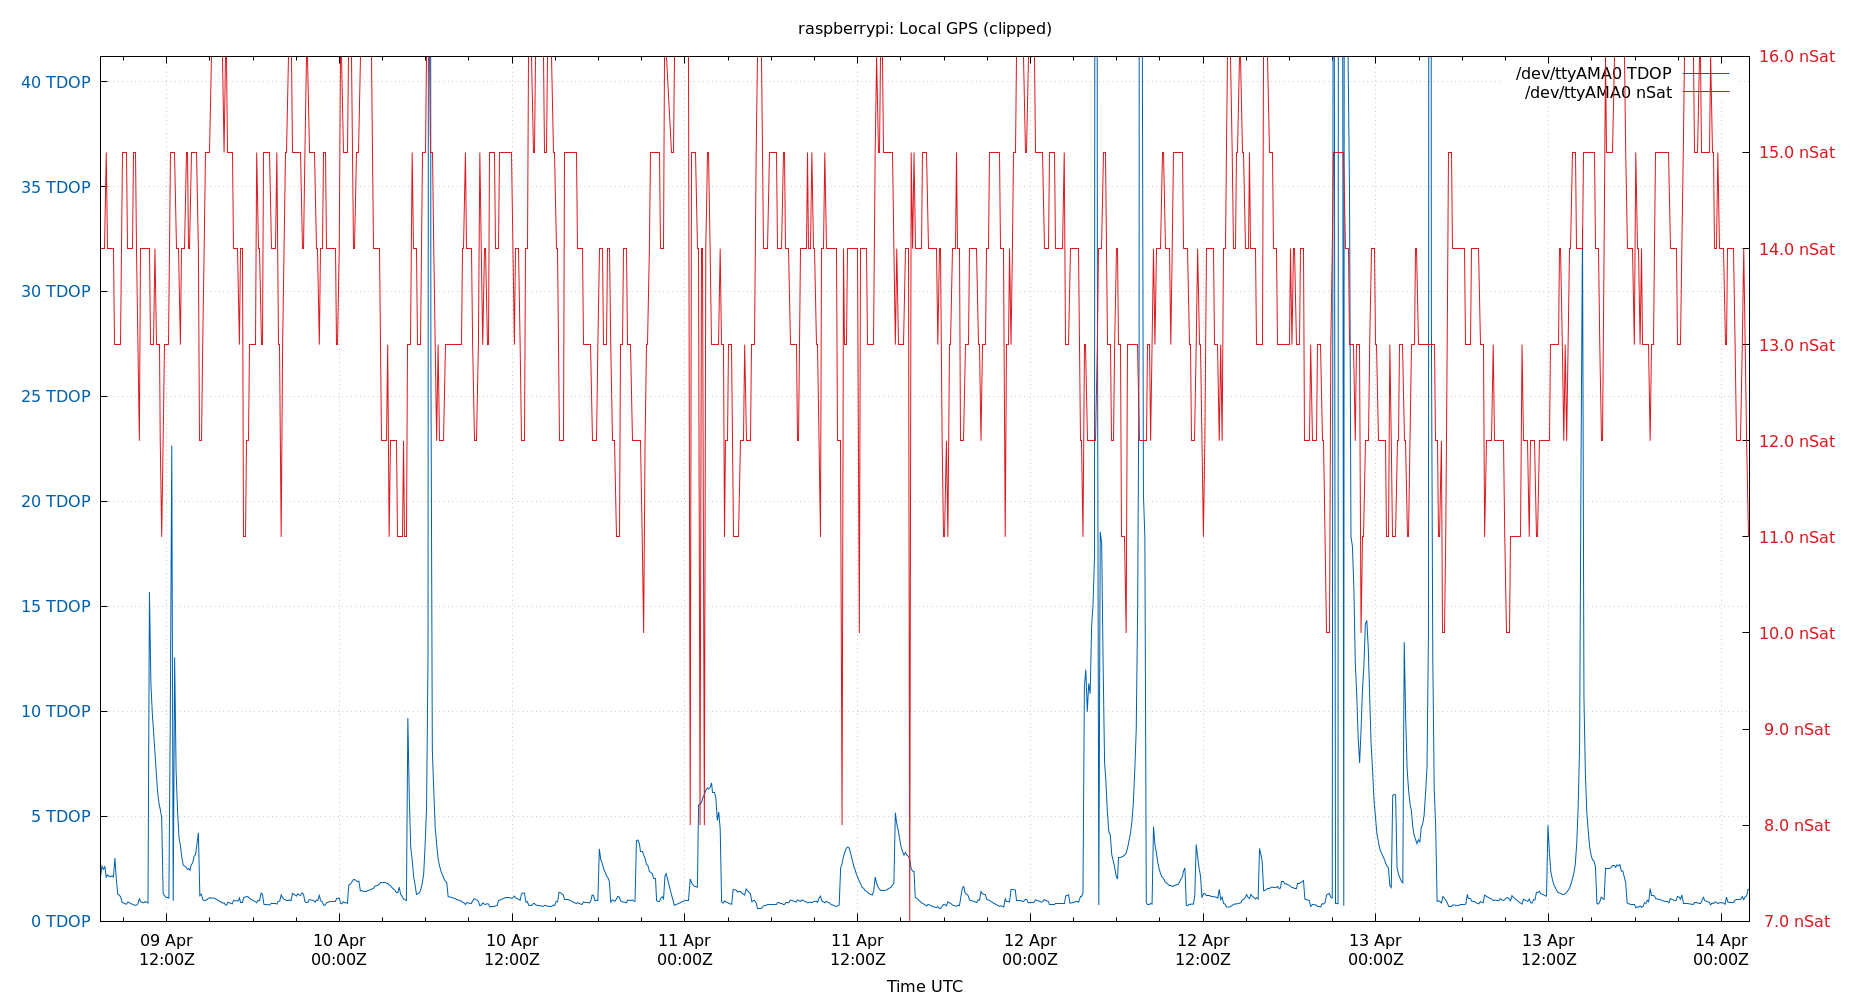 raspberrypi: Local GPS (clipped)
/dev/ttyAMA0 TDOP
/dev/ttyAMA0 nSat
40 TDOP
35 TDOP
30 TDOP
25 TDOP
20 TDOP
15 TDOP
10 TDOP
5 TDOP
0 TDOP
16.0 nSat
15.0 nSat
14.0 nSat
13.0 nSat
12.0 nSat
11.0 nSat
10.0 nSat
9.0 nSat
8.0 nSat
7.0 nSat
09 Apr
12:00Z
10 Apr
00:00Z
10 Apr
12:00Z
11 Apr
00:00Z
11 Apr
12:00Z
12 Apr
00:00Z
12 Apr
12:00Z
13 Apr
00:00Z
13 Apr
12:00Z
14 Apr
00:00Z
Time UTC